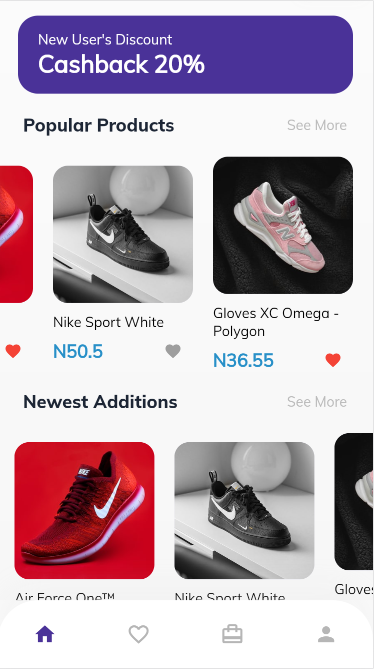 New User's Discount
Cashback 20%
Popular Products
See More
Nike Sport White
N50.5
Gloves XC Omega -
Polygon
N36.55
Newest Additions
See More
NIKE
Air Force One™
Nike Sport White
Gloves